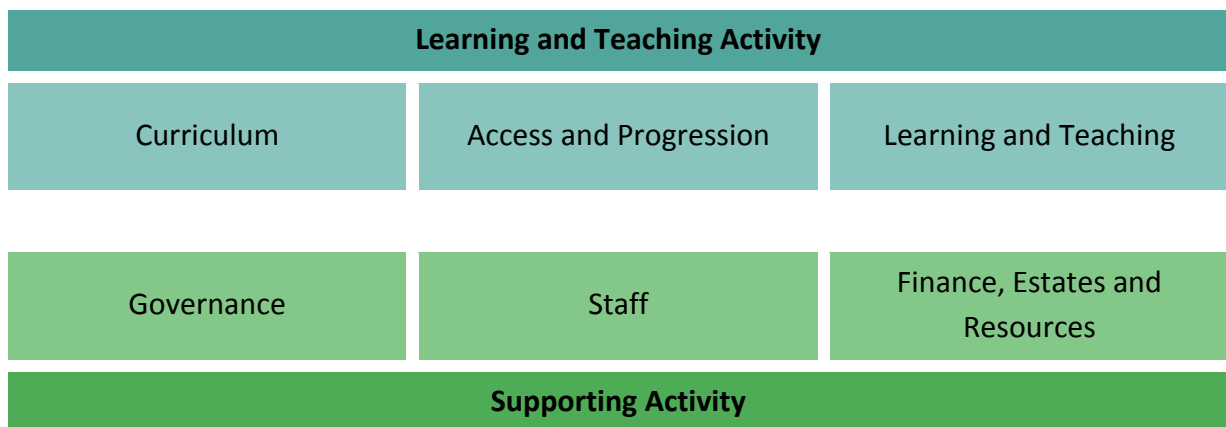 Learning and Teaching Activity
Curriculum
Access and Progression
Learning and Teaching
Governance
Staff
Finance, Estates and
Resources
Supporting Activity